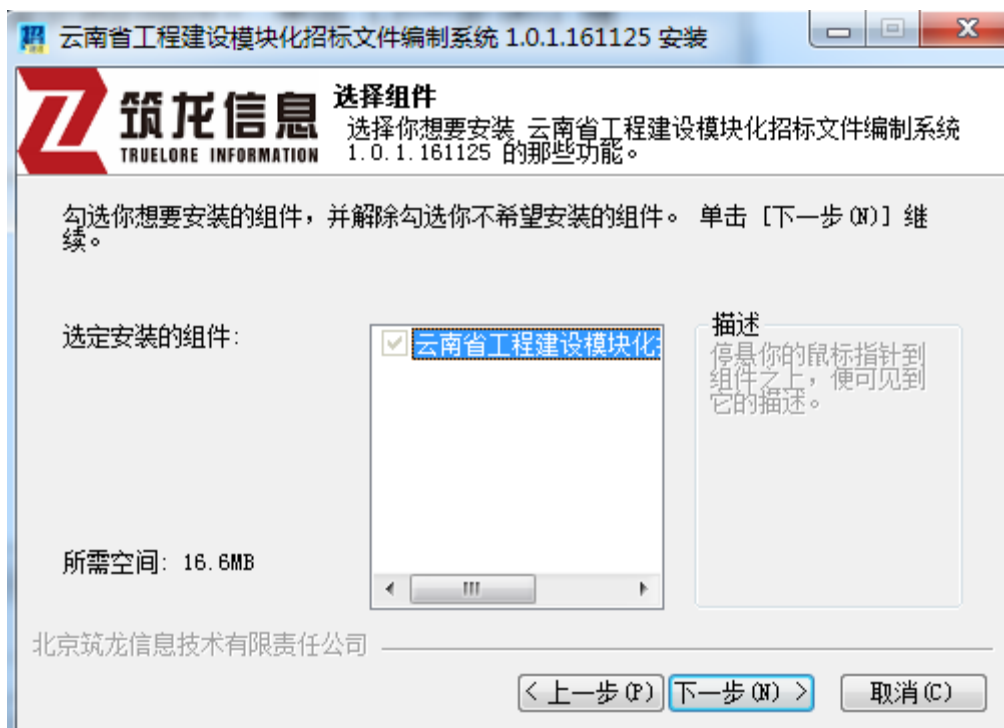 云南省工程建设模块化招标文件编制系统 1.0.1.161125 安装
筑龙信息
TRUELORE INFORMATION
选择组件
选择你想要安装 云南省工程建设模块化招标文件编制系统
1.0.1.161125 的那些功能。
勾选你想要安装的组件，并解除勾选你不希望安装的组件。 单击 [下一步(N)] 继
续。
选定安装的组件:
云南省工程建设模块化
描述
停悬你的鼠标指针到
组件之上，便可见到
它的描述。
所需空间: 16.6MB
北京筑龙信息技术有限责任公司
< 上一步(P)
下一步(N) >
取消(C)